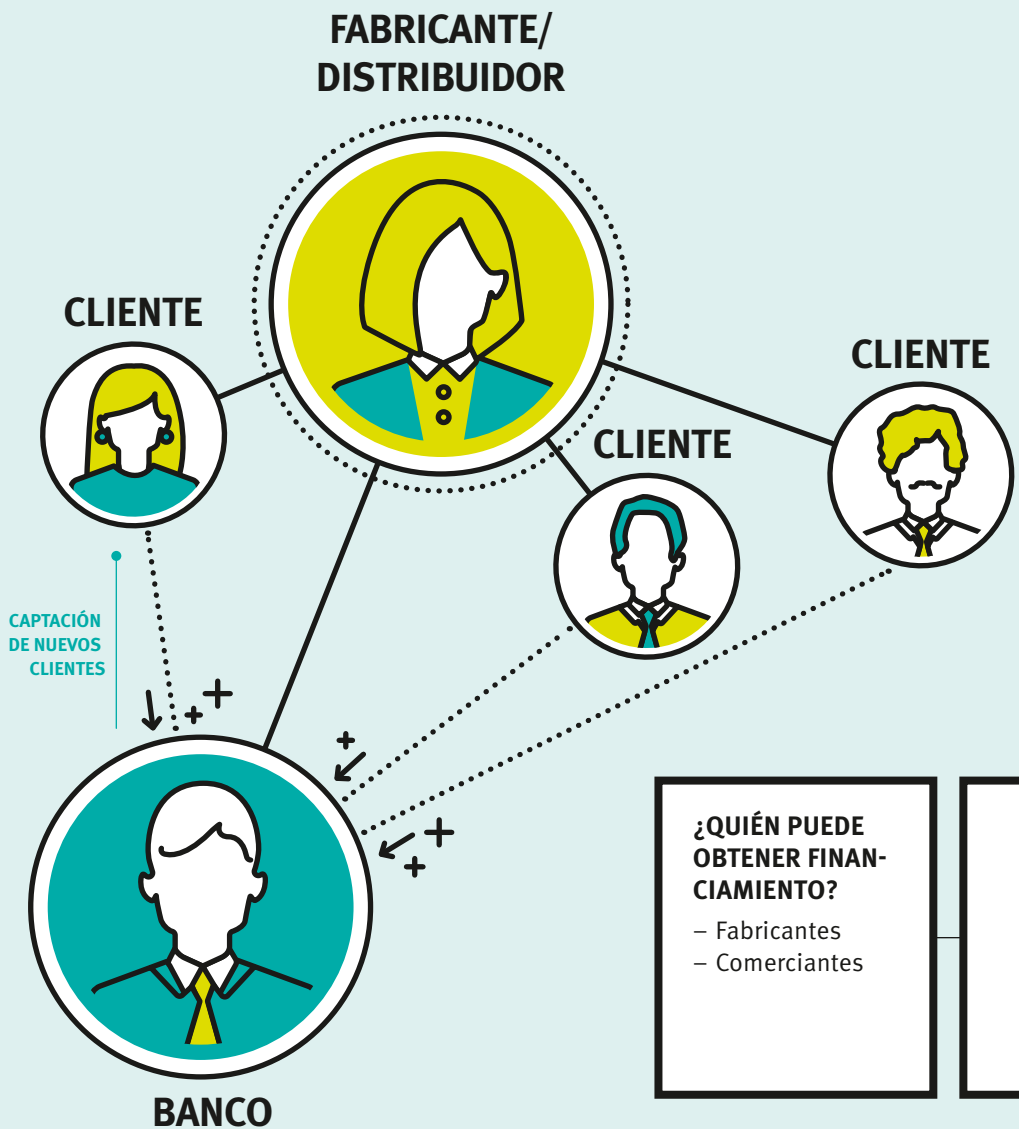 FABRICANTE/
DISTRIBUIDOR
CLIENTE
CLIENTE
CLIENTE
CAPTACIÓN
DE NUEVOS
CLIENTES
BANCO
¿QUIÉN PUEDE
OBTENER FINAN-
CIAMIENTO?
– Fabricantes
– Comerciantes